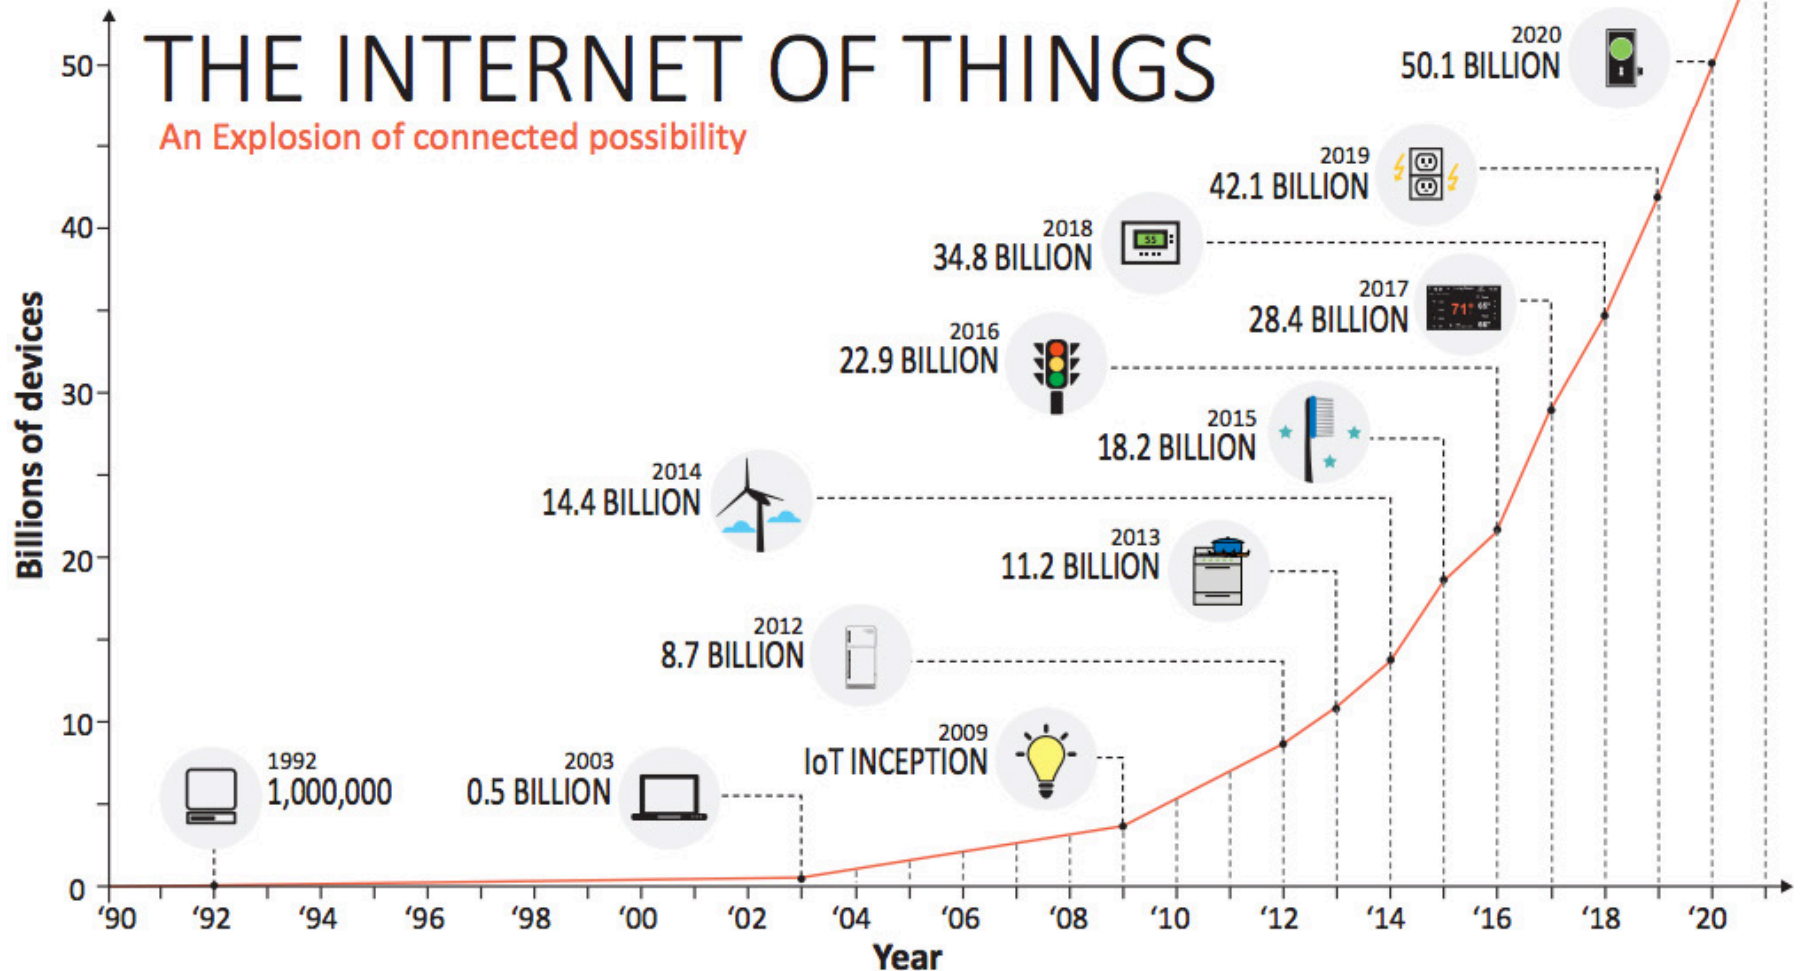 THE INTERNET OF THINGS
An Explosion of connected possibility
Billions of devices
50
40
30
20
10
0
1992
1,000,000
2003
0.5 BILLION
2009
IoT INCEPTION
2012
8.7 BILLION
2013
11.2 BILLION
2014
14.4 BILLION
2015
18.2 BILLION
2016
22.9 BILLION
2017
28.4 BILLION
71°
2018
34.8 BILLION
55
2019
42.1 BILLION
2020
50.1 BILLION
‘90 ‘92 ‘94 ‘96 ‘98 ‘00 ‘02 ‘04 ‘06 ‘08 ‘10 ‘12 ‘14 ‘16 ‘18 ‘20
Year